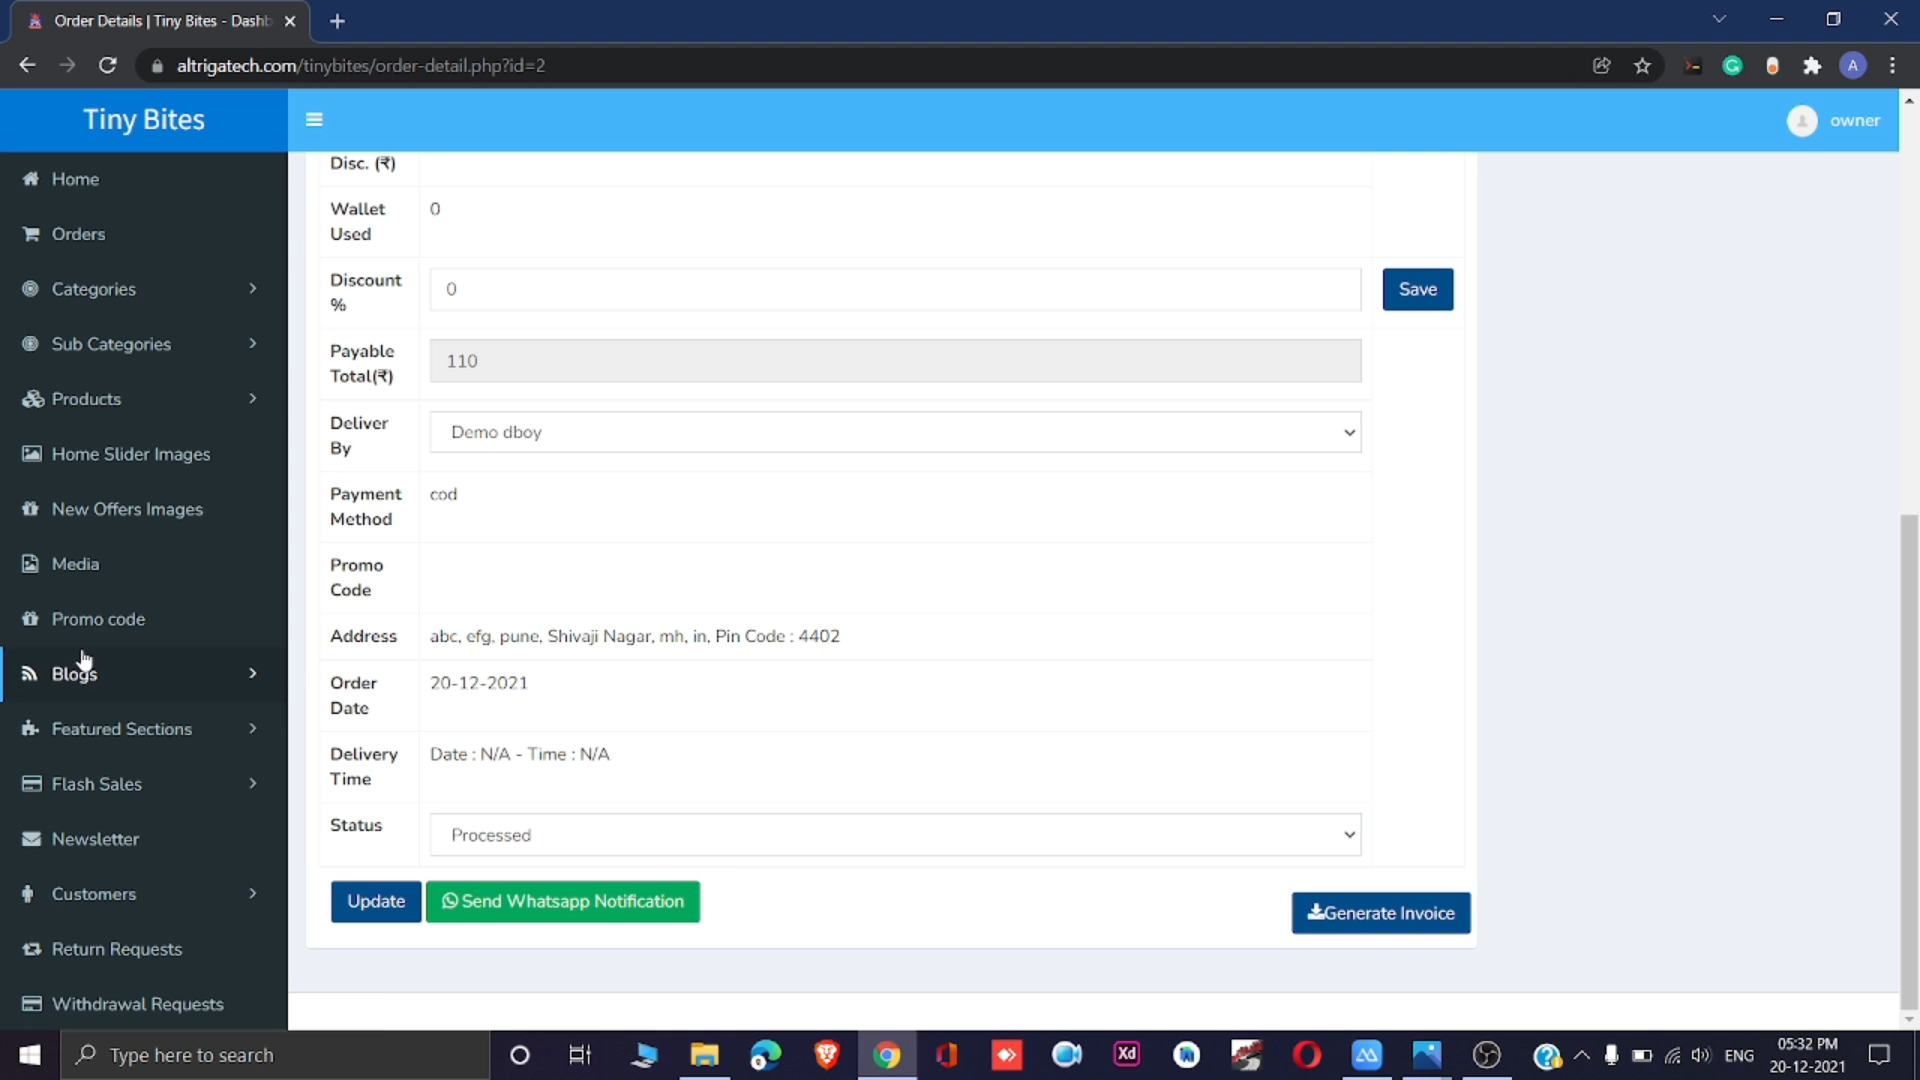 Order Details | Tiny Bites - Dashb
altrigatech.com/tinybites/order-detail.php?id=2
A
Tiny Bites
owner
Home
Orders
Categories
Sub Categories
Products
Home Slider Images
New Offers Images
Media
Promo code
Blogs
Featured Sections
Flash Sales
Newsletter
Customers
Return Requests
Withdrawal Requests
Disc. (₹)
Wallet Used
0
Discount %
0
Save
Payable Total(₹)
110
Deliver By
Demo dboy
Payment Method
cod
Promo Code
Address
abc, efg, pune, Shivaji Nagar, mh, in, Pin Code : 4402
Order Date
20-12-2021
Delivery Time
Date : N/A - Time : N/A
Status
Processed
Update
Send Whatsapp Notification
Generate Invoice
Type here to search
Xd
ENG
05:32 PM
20-12-2021